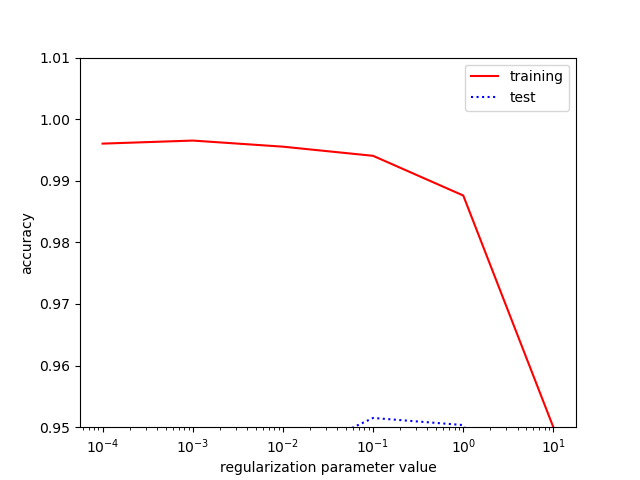 1.01
1.00
0.99
0.98
0.97
0.96
0.95
accuracy
training
test
10⁻⁴ 10⁻³ 10⁻² 10⁻¹ 10⁰ 10¹
regularization parameter value